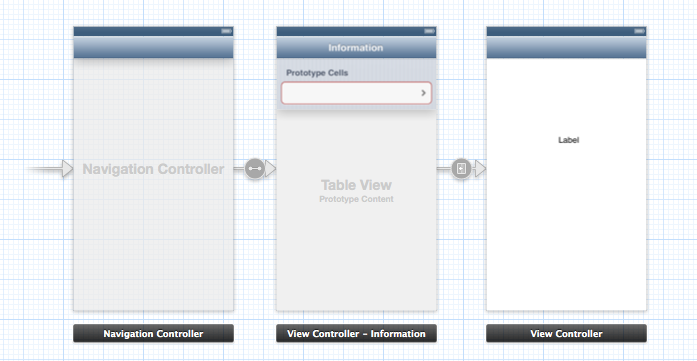 Navigation Controller
Navigation Controller
Information
Prototype Cells
Table View
Prototype Content
View Controller – Information
Label
View Controller